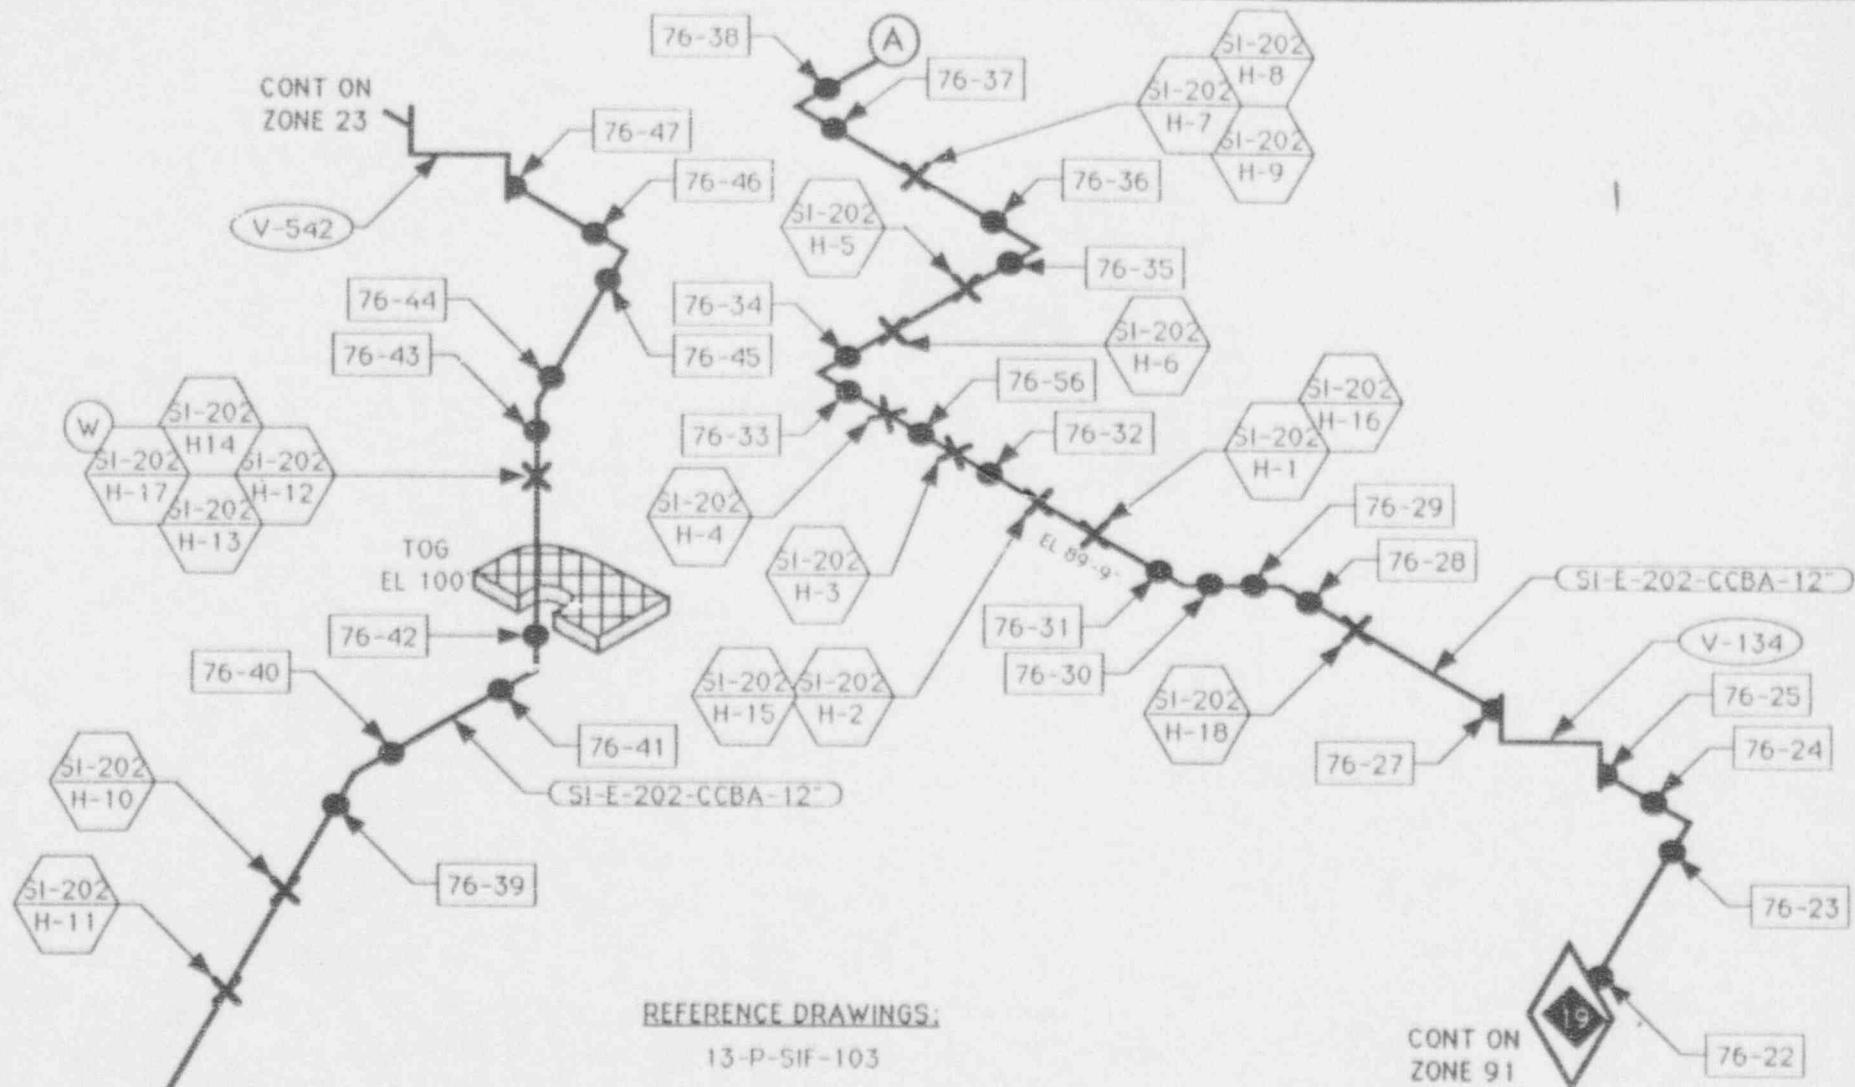 76-38
A
76-37
SI-202
H-8
SI-202
H-7
SI-202
H-9
CONT ON
ZONE 23
76-47
76-46
76-36
SI-202
H-5
V-542
76-35
76-44
76-34
SI-202
H-6
76-43
76-45
76-56
SI-202
H-16
W
SI-202
H14
SI-202
H-17
SI-202
H-12
SI-202
H-13
76-33
76-32
SI-202
H-1
SI-202
H-4
SI-202
H-3
76-29
76-28
TOG
EL 100'
EL 89'-9"
SI-E-202-CCBA-12"
76-42
76-31
V-134
76-40
76-30
SI-202
H-15
SI-202
H-2
SI-202
H-18
76-25
76-41
76-24
76-27
SI-202
H-10
SI-E-202-CCBA-12"
76-39
SI-202
H-11
76-23
REFERENCE DRAWINGS:
13-P-SIF-103
19
CONT ON
ZONE 91
76-22